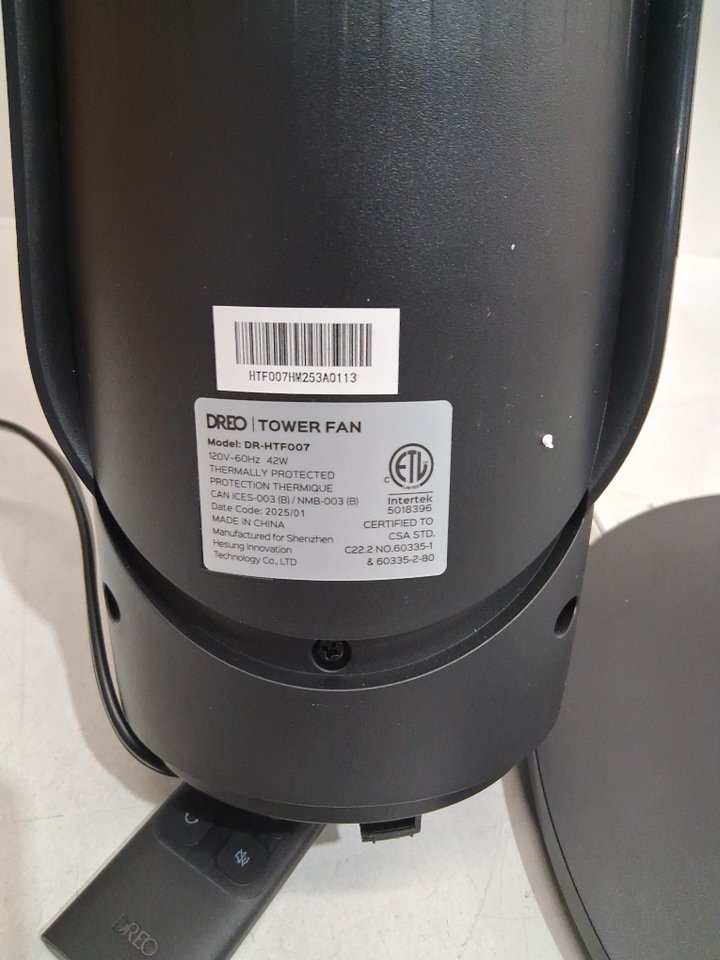 HTF007HW253A0113
DREO | TOWER FAN
Model: DR-HTF007
120V~60Hz 42W
THERMALLY PROTECTED
PROTECTION THERMIQUE
CAN ICES-003 (B) / NMB-003 (B)
Date Code: 2025/01
MADE IN CHINA
Manufactured for Shenzhen
Hesung Innovation
Technology Co., LTD
C
ETL
LISTED
Intertek
5018396
CERTIFIED TO
CSA STD.
C22.2 NO.60335-1
& 60335-2-80
DREO